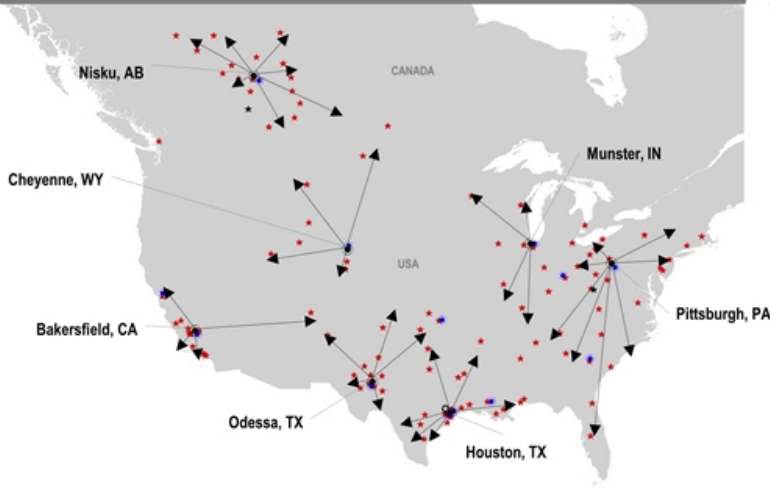 CANADA
Nisku, AB
Munster, IN
Cheyenne, WY
USA
Pittsburgh, PA
Bakersfield, CA
Odessa, TX
Houston, TX